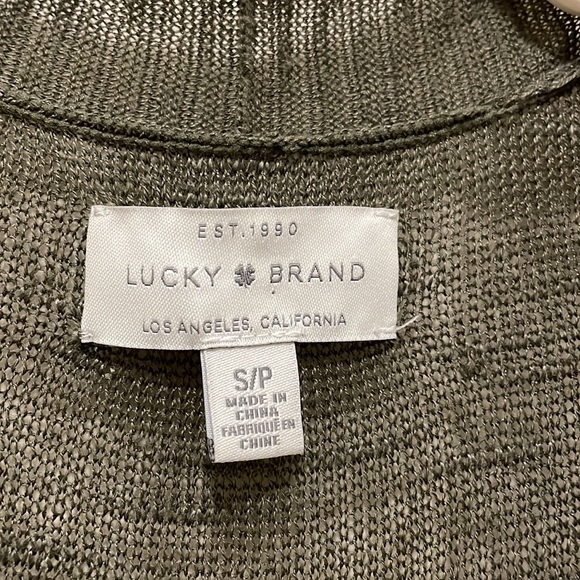 EST.1990
LUCKY BRAND
LOS ANGELES, CALIFORNIA
S/P
MADE IN
CHINA
FABRIQUÉ EN
CHINE